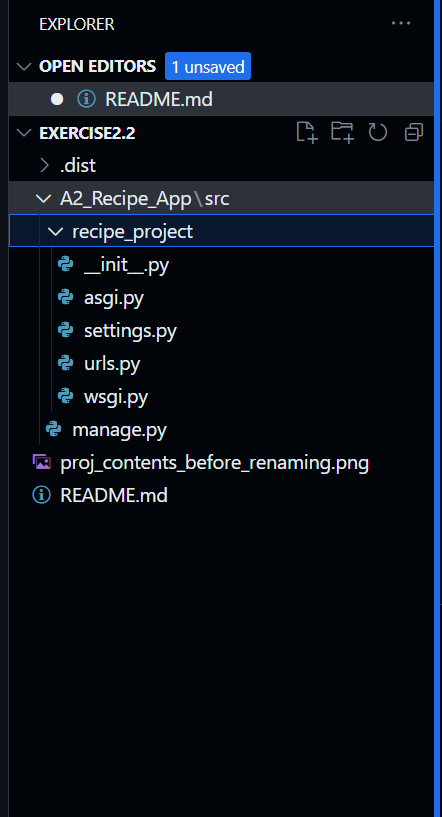 EXPLORER
OPEN EDITORS 1 unsaved
README.md
EXERCISE2.2
.dist
A2_Recipe_App\src
recipe_project
__init__.py
asgi.py
settings.py
urls.py
wsgi.py
manage.py
proj_contents_before_renaming.png
README.md